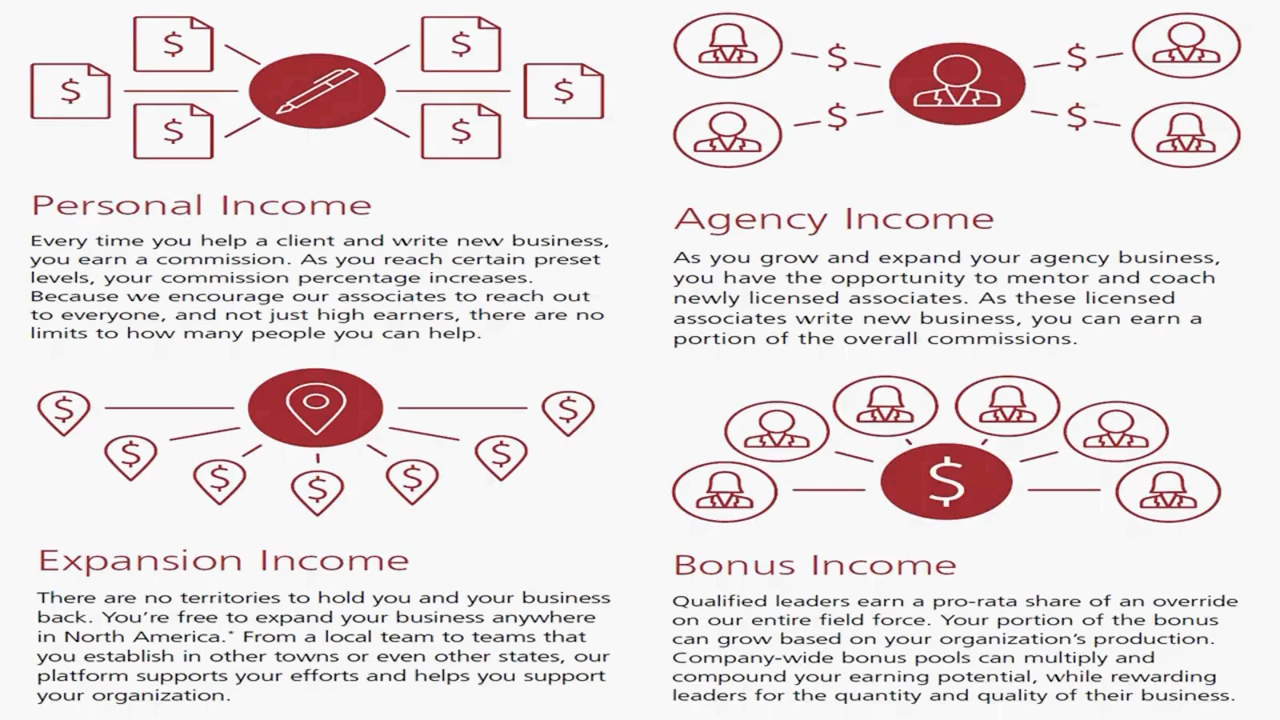 $ $ $ $ $ $
Personal Income
Every time you help a client and write new business,
you earn a commission. As you reach certain preset
levels, your commission percentage increases.
Because we encourage our associates to reach out
to everyone, and not just high earners, there are no
limits to how many people you can help.
$ $ $ $
Agency Income
As you grow and expand your agency business,
you have the opportunity to mentor and coach
newly licensed associates. As these licensed
associates write new business, you can earn a
portion of the overall commissions.
$ $ $ $ $ $ $
Expansion Income
There are no territories to hold you and your business
back. You're free to expand your business anywhere
in North America.* From a local team to teams that
you establish in other towns or even other states, our
platform supports your efforts and helps you support
your organization.
$
Bonus Income
Qualified leaders earn a pro-rata share of an override
on our entire field force. Your portion of the bonus
can grow based on your organization's production.
Company-wide bonus pools can multiply and
compound your earning potential, while rewarding
leaders for the quantity and quality of their business.